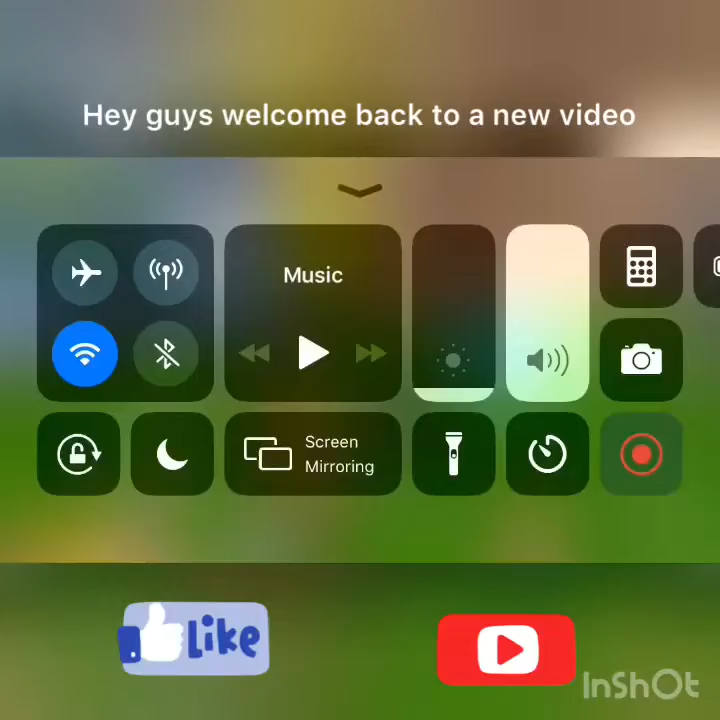 Hey guys welcome back to a new video
Music
Screen
Mirroring
Like
InShOt